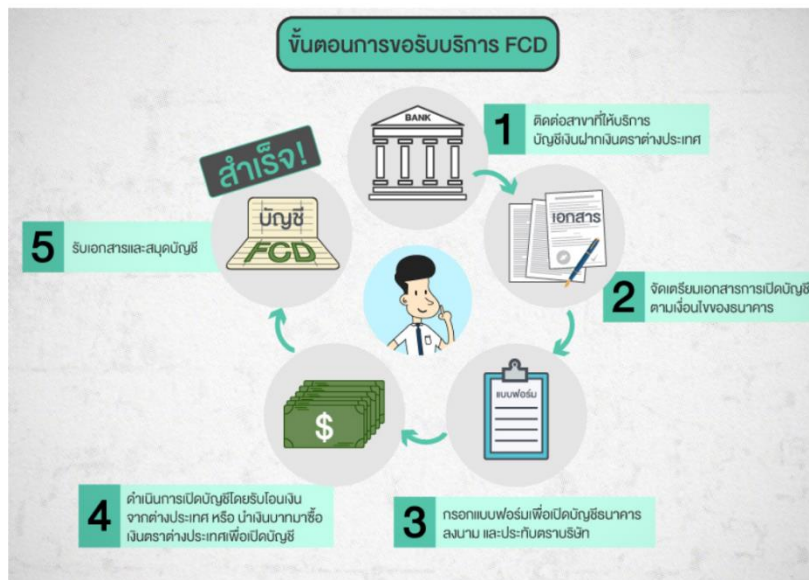 ขั้นตอนการขอรับบริการ FCD
BANK
1
ติดต่อสาขาที่ให้บริการ
บัญชีเงินฝากเงินตราต่างประเทศ
เอกสาร
2
จัดเตรียมเอกสารการเปิดบัญชี
ตามเงื่อนไขของธนาคาร
แบบฟอร์ม
3
กรอกแบบฟอร์มเพื่อเปิดบัญชีธนาคาร
ลงนาม และประทับตราบริษัท
$
4
ดำเนินการเปิดบัญชีโดยรับโอนเงิน
จากต่างประเทศ หรือ นำเงินบาทมาซื้อ
เงินตราต่างประเทศเพื่อเปิดบัญชี
5
รับเอกสารและสมุดบัญชี
สำเร็จ!
บัญชี
FCD